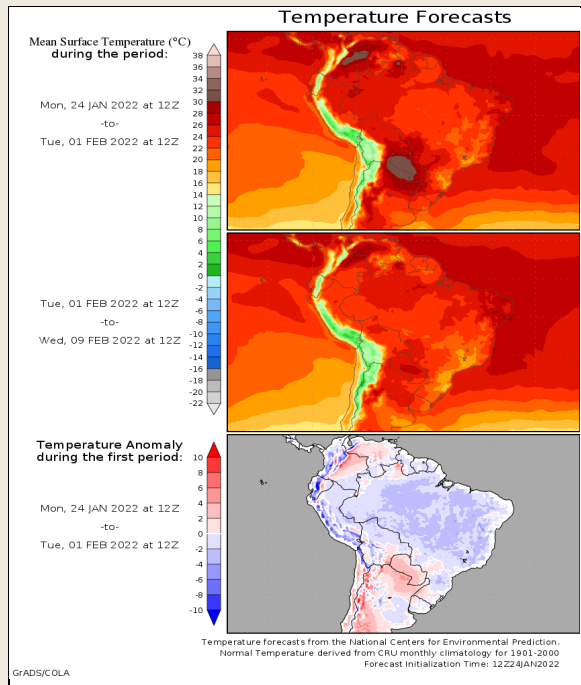 Temperature Forecasts
Mean Surface Temperature (°C)
during the period:
Mon, 24 JAN 2022 at 12Z
-to-
Tue, 01 FEB 2022 at 12Z
38
36
34
32
30
28
26
24
22
20
18
16
14
12
10
8
6
4
2
0
-2
-4
-6
-8
-10
-12
-14
-16
-18
-20
-22
Tue, 01 FEB 2022 at 12Z
-to-
Wed, 09 FEB 2022 at 12Z
Temperature Anomaly
during the first period:
Mon, 24 JAN 2022 at 12Z
-to-
Tue, 01 FEB 2022 at 12Z
10
8
6
4
2
0
-2
-4
-6
-8
-10
Temperature forecasts from the National Centers for Environmental Prediction.
Normal Temperature derived from CRU monthly climatology for 1901-2000
Forecast Initialization Time: 12Z24JAN2022
GrADS/COLA